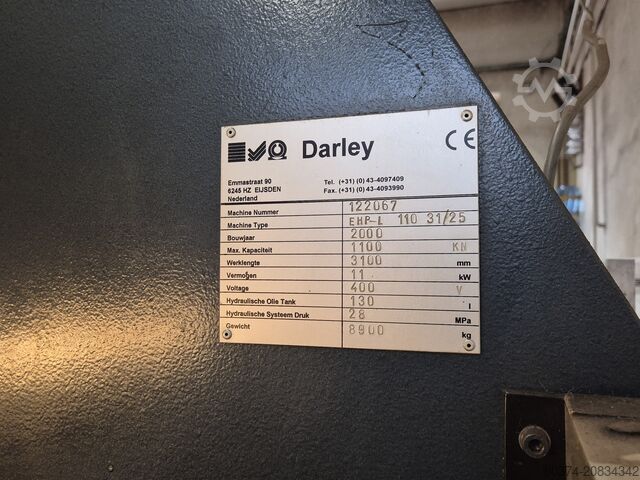 Darley
CE
Emmastraat 90
6245 HZ EIJSDEN
Nederland
Tel. (+31) (0) 43-4097409
Fax. (+31) (0) 43-4093990
Machine Nummer 122067
Machine Type EHP-L 110 31/25
Bouwjaar 2000
Max. Kapaciteit 1100 KN
Werklengte 3100 mm
Vermogen 11 kW
Voltage 400 V
Hydraulische Olie Tank 130 l
Hydraulische Systeem Druk 28 MPa
Gewicht 8900 kg